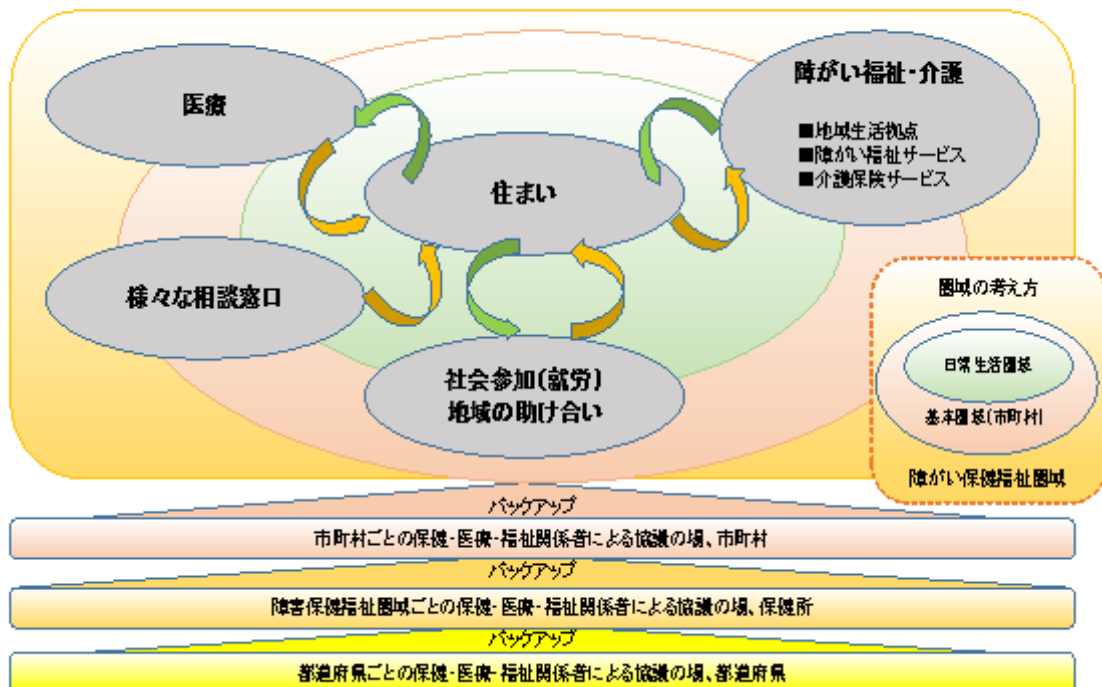 医療
障がい福祉・介護
■地域生活拠点
■障がい福祉サービス
■介護保険サービス
住まい
様々な相談窓口
社会参加(就労)
地域の助け合い
圏域の考え方
日常生活圏域
基本圏域(市町村)
障がい保健福祉圏域
バックアップ
市町村ごとの保健・医療・福祉関係者による協議の場、市町村
バックアップ
障害保健福祉圏域ごとの保健・医療・福祉関係者による協議の場、保健所
バックアップ
都道府県ごとの保健・医療・福祉関係者による協議の場、都道府県